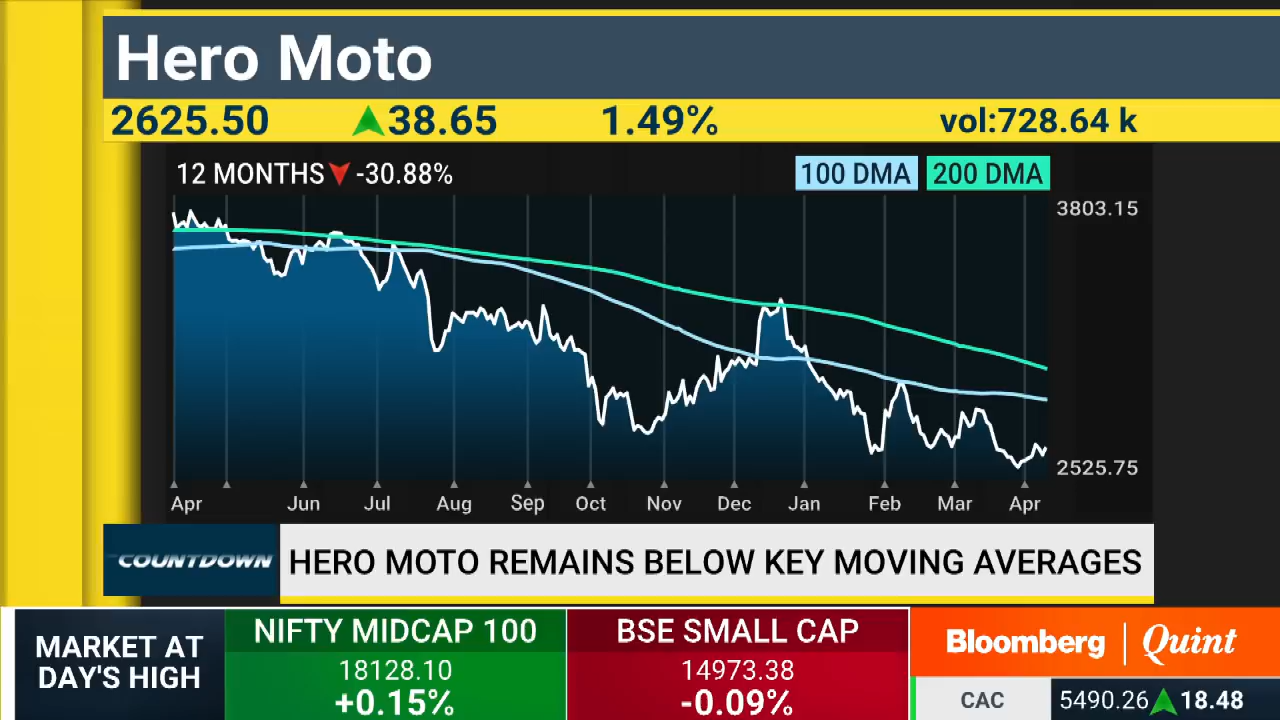 Hero Moto
2625.50 38.65 1.49% vol:728.64 k
12 MONTHS -30.88% 100 DMA 200 DMA
3803.15
2525.75
Apr Jun Jul Aug Sep Oct Nov Dec Jan Feb Mar Apr
COUNTDOWN HERO MOTO REMAINS BELOW KEY MOVING AVERAGES
MARKET AT
DAY'S HIGH
NIFTY MIDCAP 100
18128.10
+0.15%
BSE SMALL CAP
14973.38
-0.09%
Bloomberg | Quint
CAC 5490.26 18.48